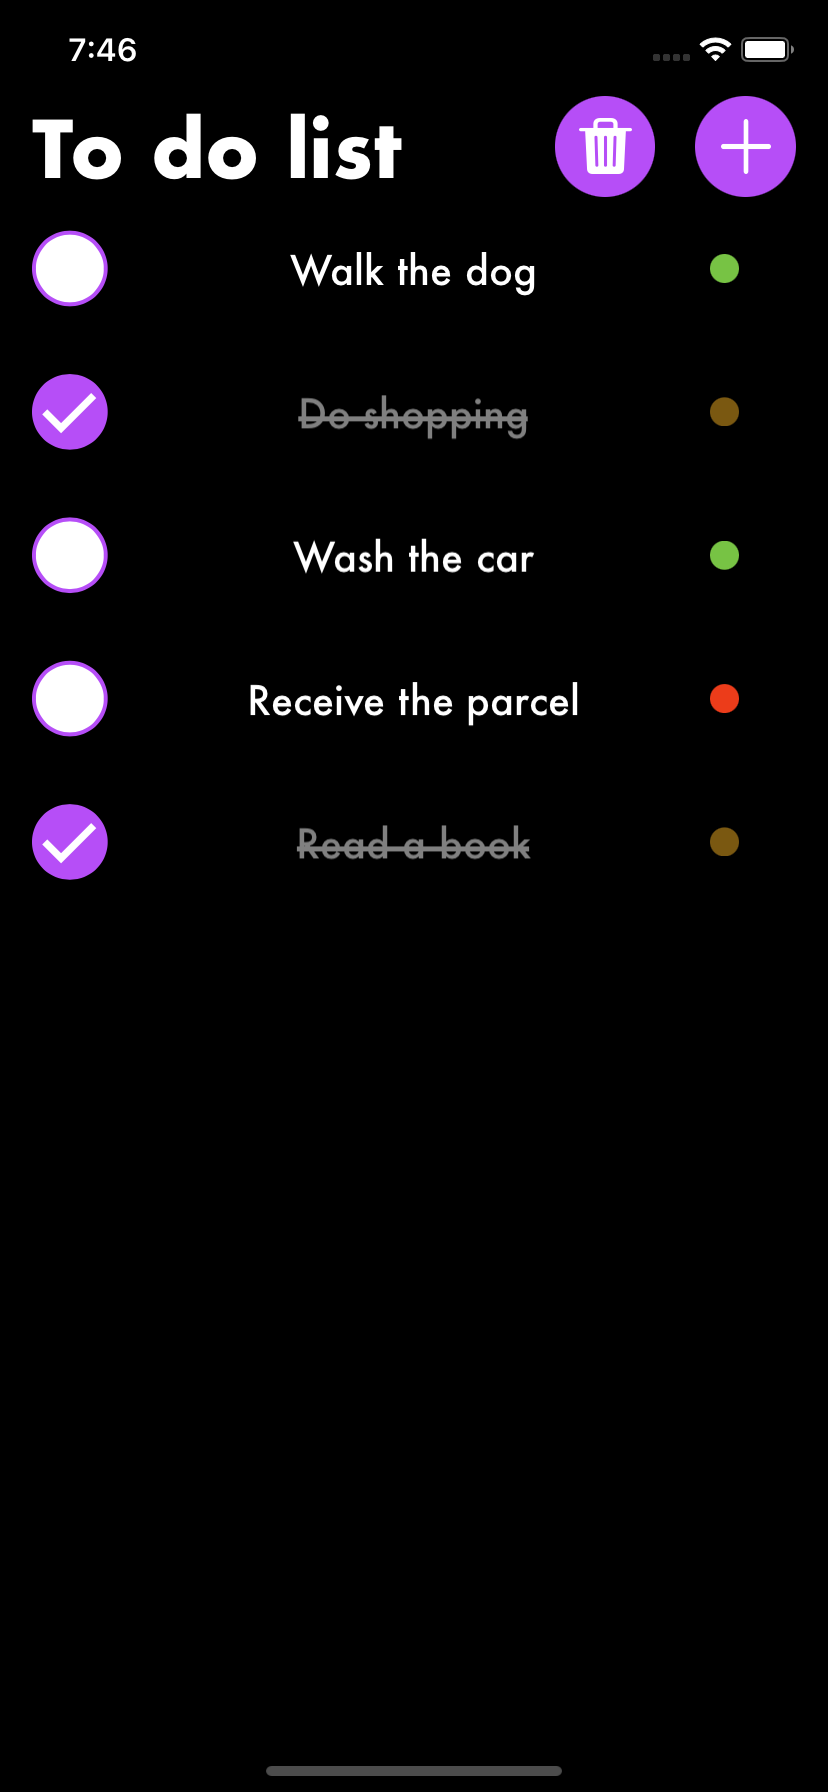 7:46
To do list
Walk the dog
Do shopping
Wash the car
Receive the parcel
Read a book